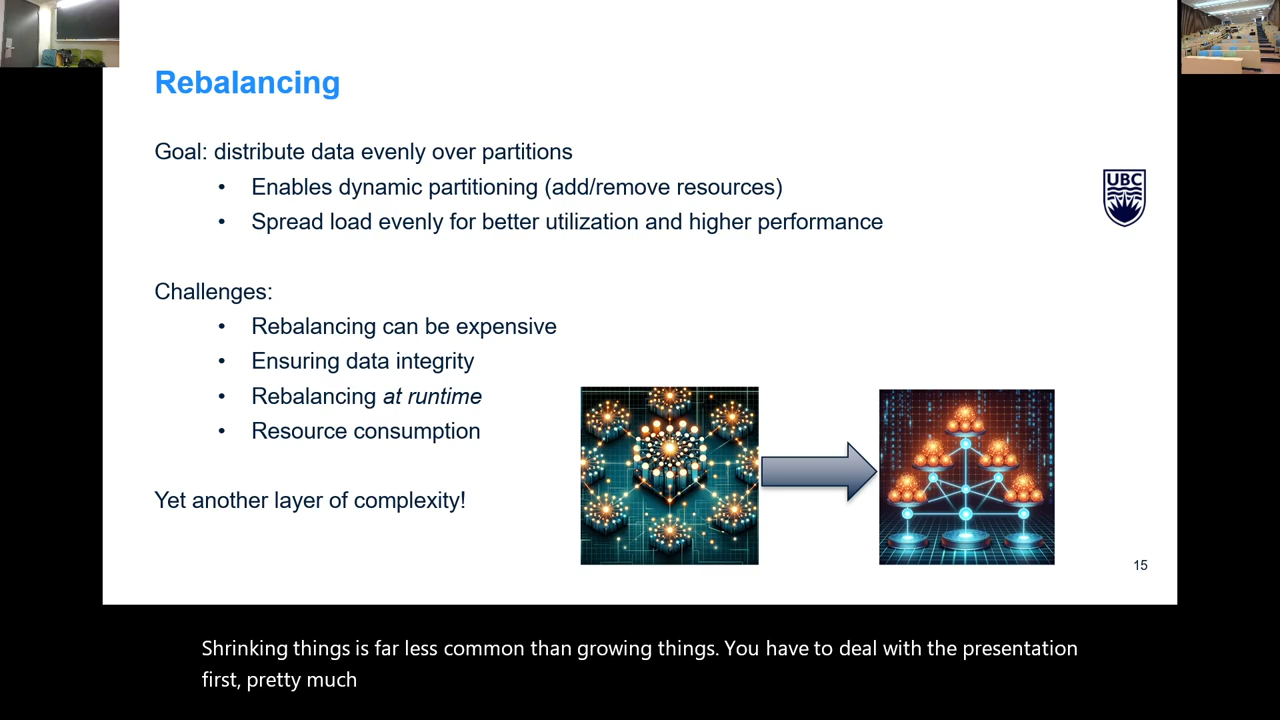 Rebalancing
Goal: distribute data evenly over partitions
• Enables dynamic partitioning (add/remove resources)
• Spread load evenly for better utilization and higher performance
UBC
Challenges:
• Rebalancing can be expensive
• Ensuring data integrity
• Rebalancing at runtime
• Resource consumption
Yet another layer of complexity!
15
Shrinking things is far less common than growing things. You have to deal with the presentation
first, pretty much